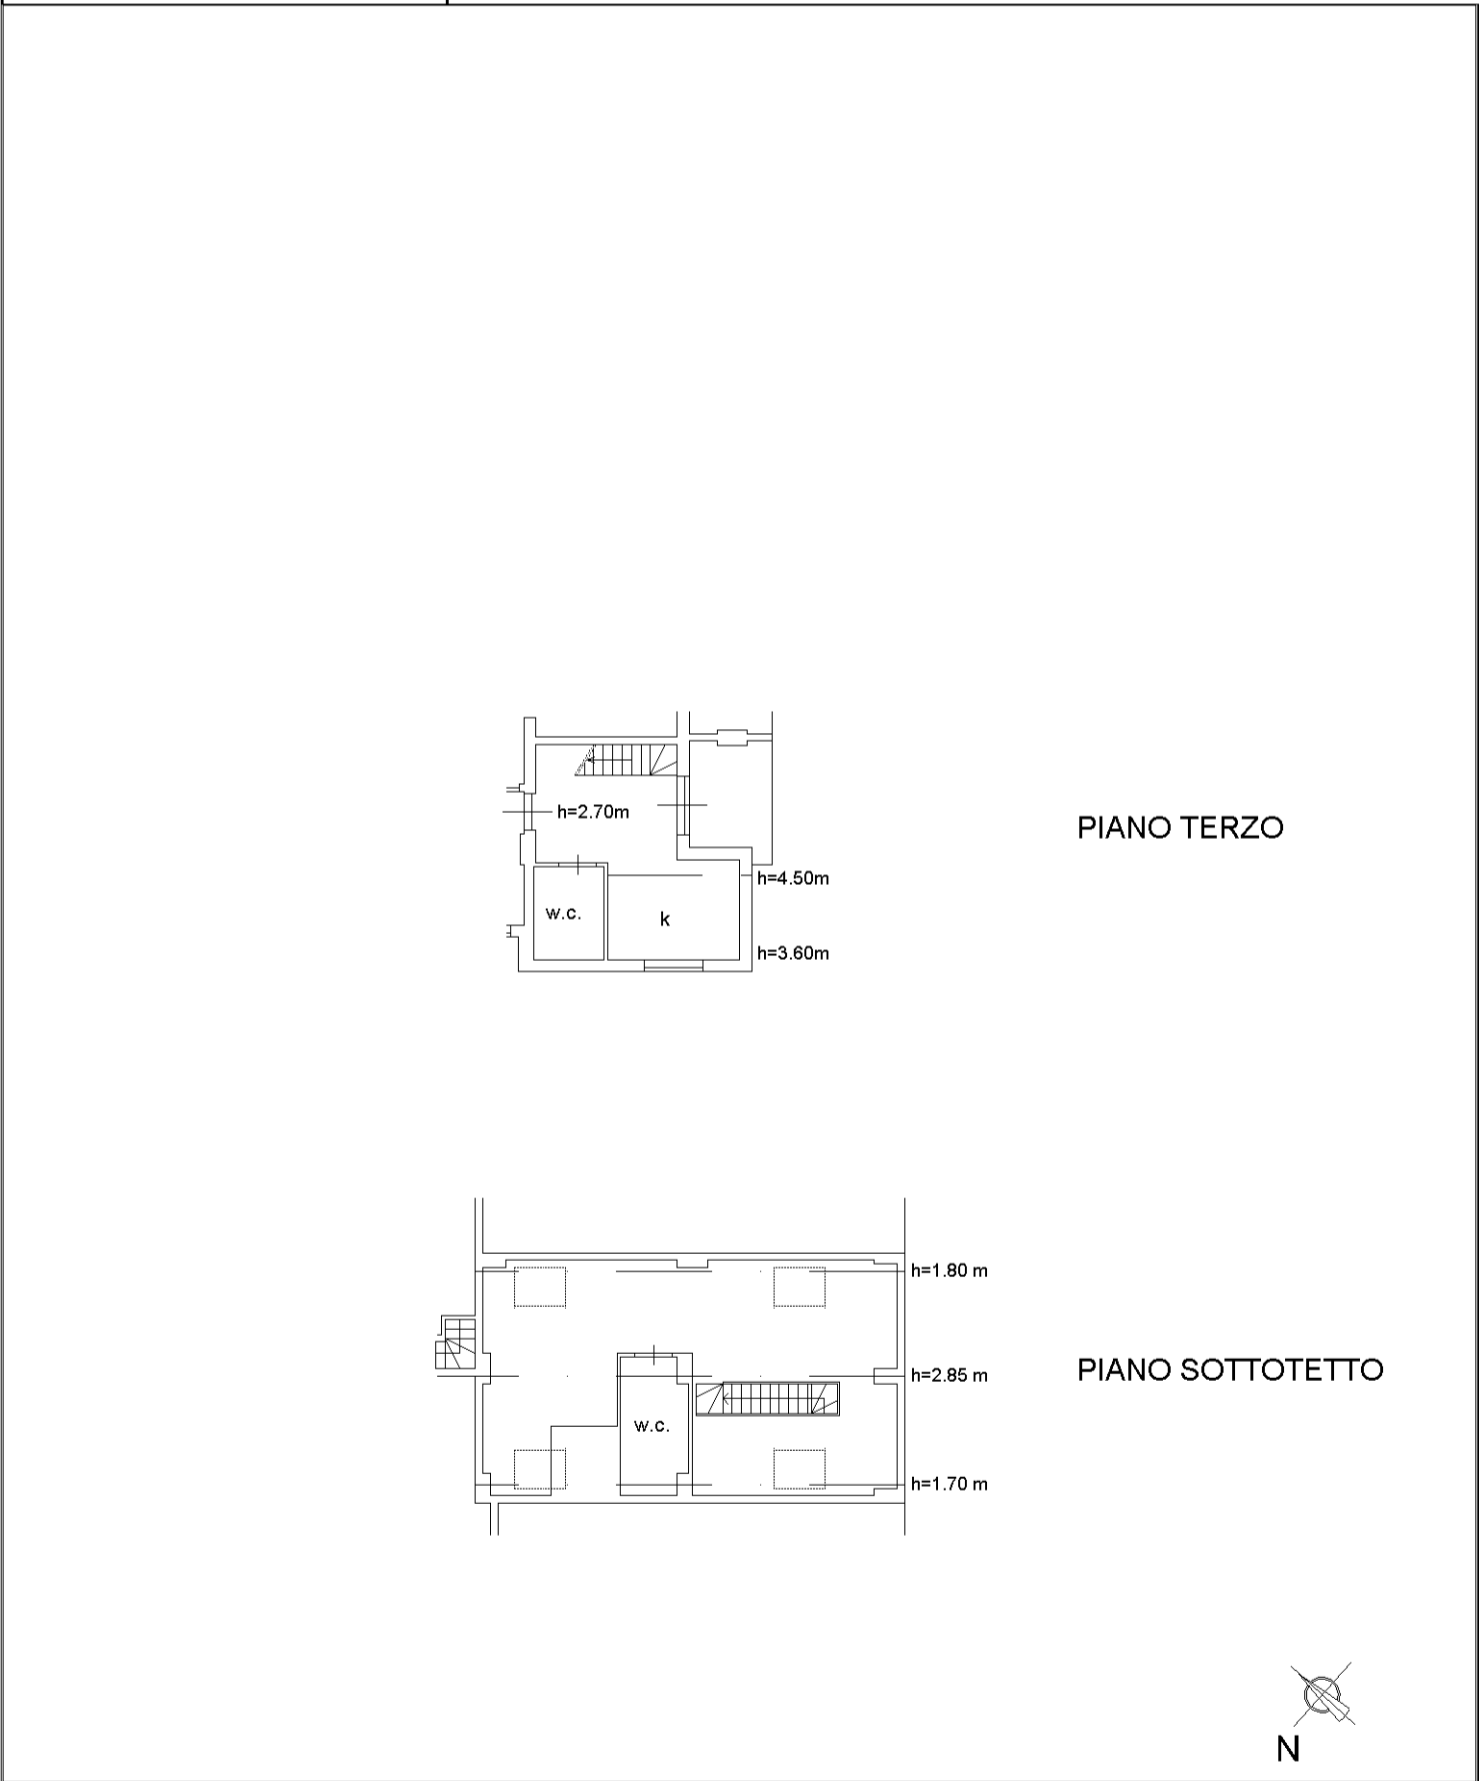 h=2.70m
PIANO TERZO
h=4.50m
w.c.
k
h=3.60m
h=1.80 m
PIANO SOTTOTETTO
h=2.85 m
w.c.
h=1.70 m
N